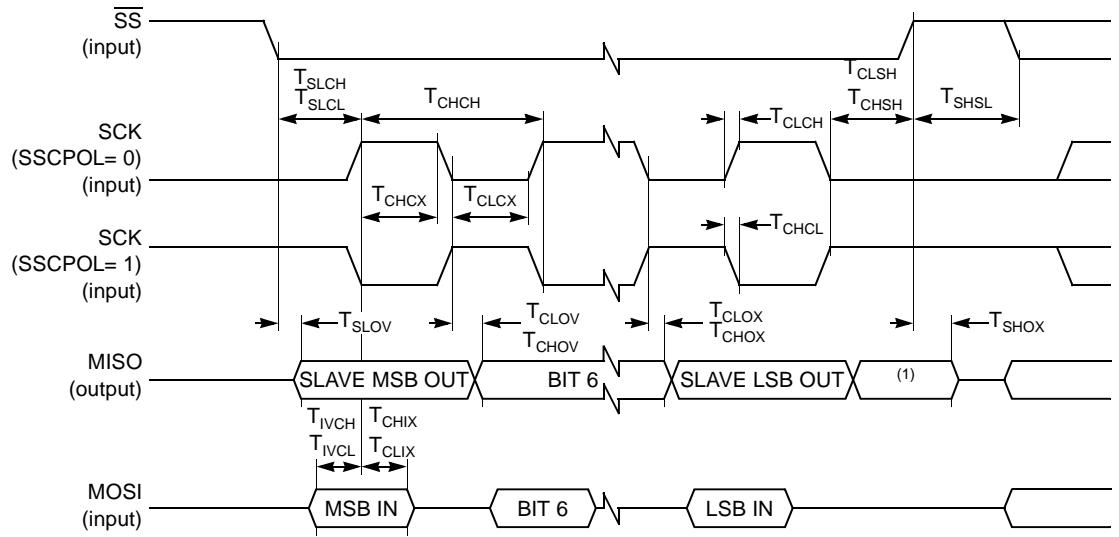 SS
(input)
T_SLCH
T_SLCL
T_CHCH
T_CLCH
T_CLSH
T_CHSH
T_SHSL
SCK
(SSCPOL= 0)
(input)
T_CHCX
T_CLCX
SCK
(SSCPOL= 1)
(input)
T_CHCL
T_SLOV
T_CLOV
T_CHOV
T_CLOX
T_CHOX
T_SHOX
MISO
(output)
SLAVE MSB OUT
BIT 6
SLAVE LSB OUT
(1)
T_IVCH
T_IVCL
T_CHIX
T_CLIX
MOSI
(input)
MSB IN
BIT 6
LSB IN